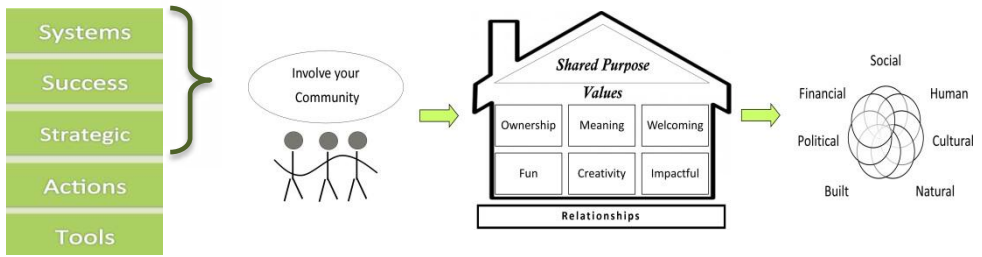 Systems
Success
Strategic
Actions
Tools
Involve your
Community
Shared Purpose
Values
Ownership
Meaning
Welcoming
Fun
Creativity
Impactful
Relationships
Social
Financial
Human
Political
Cultural
Built
Natural